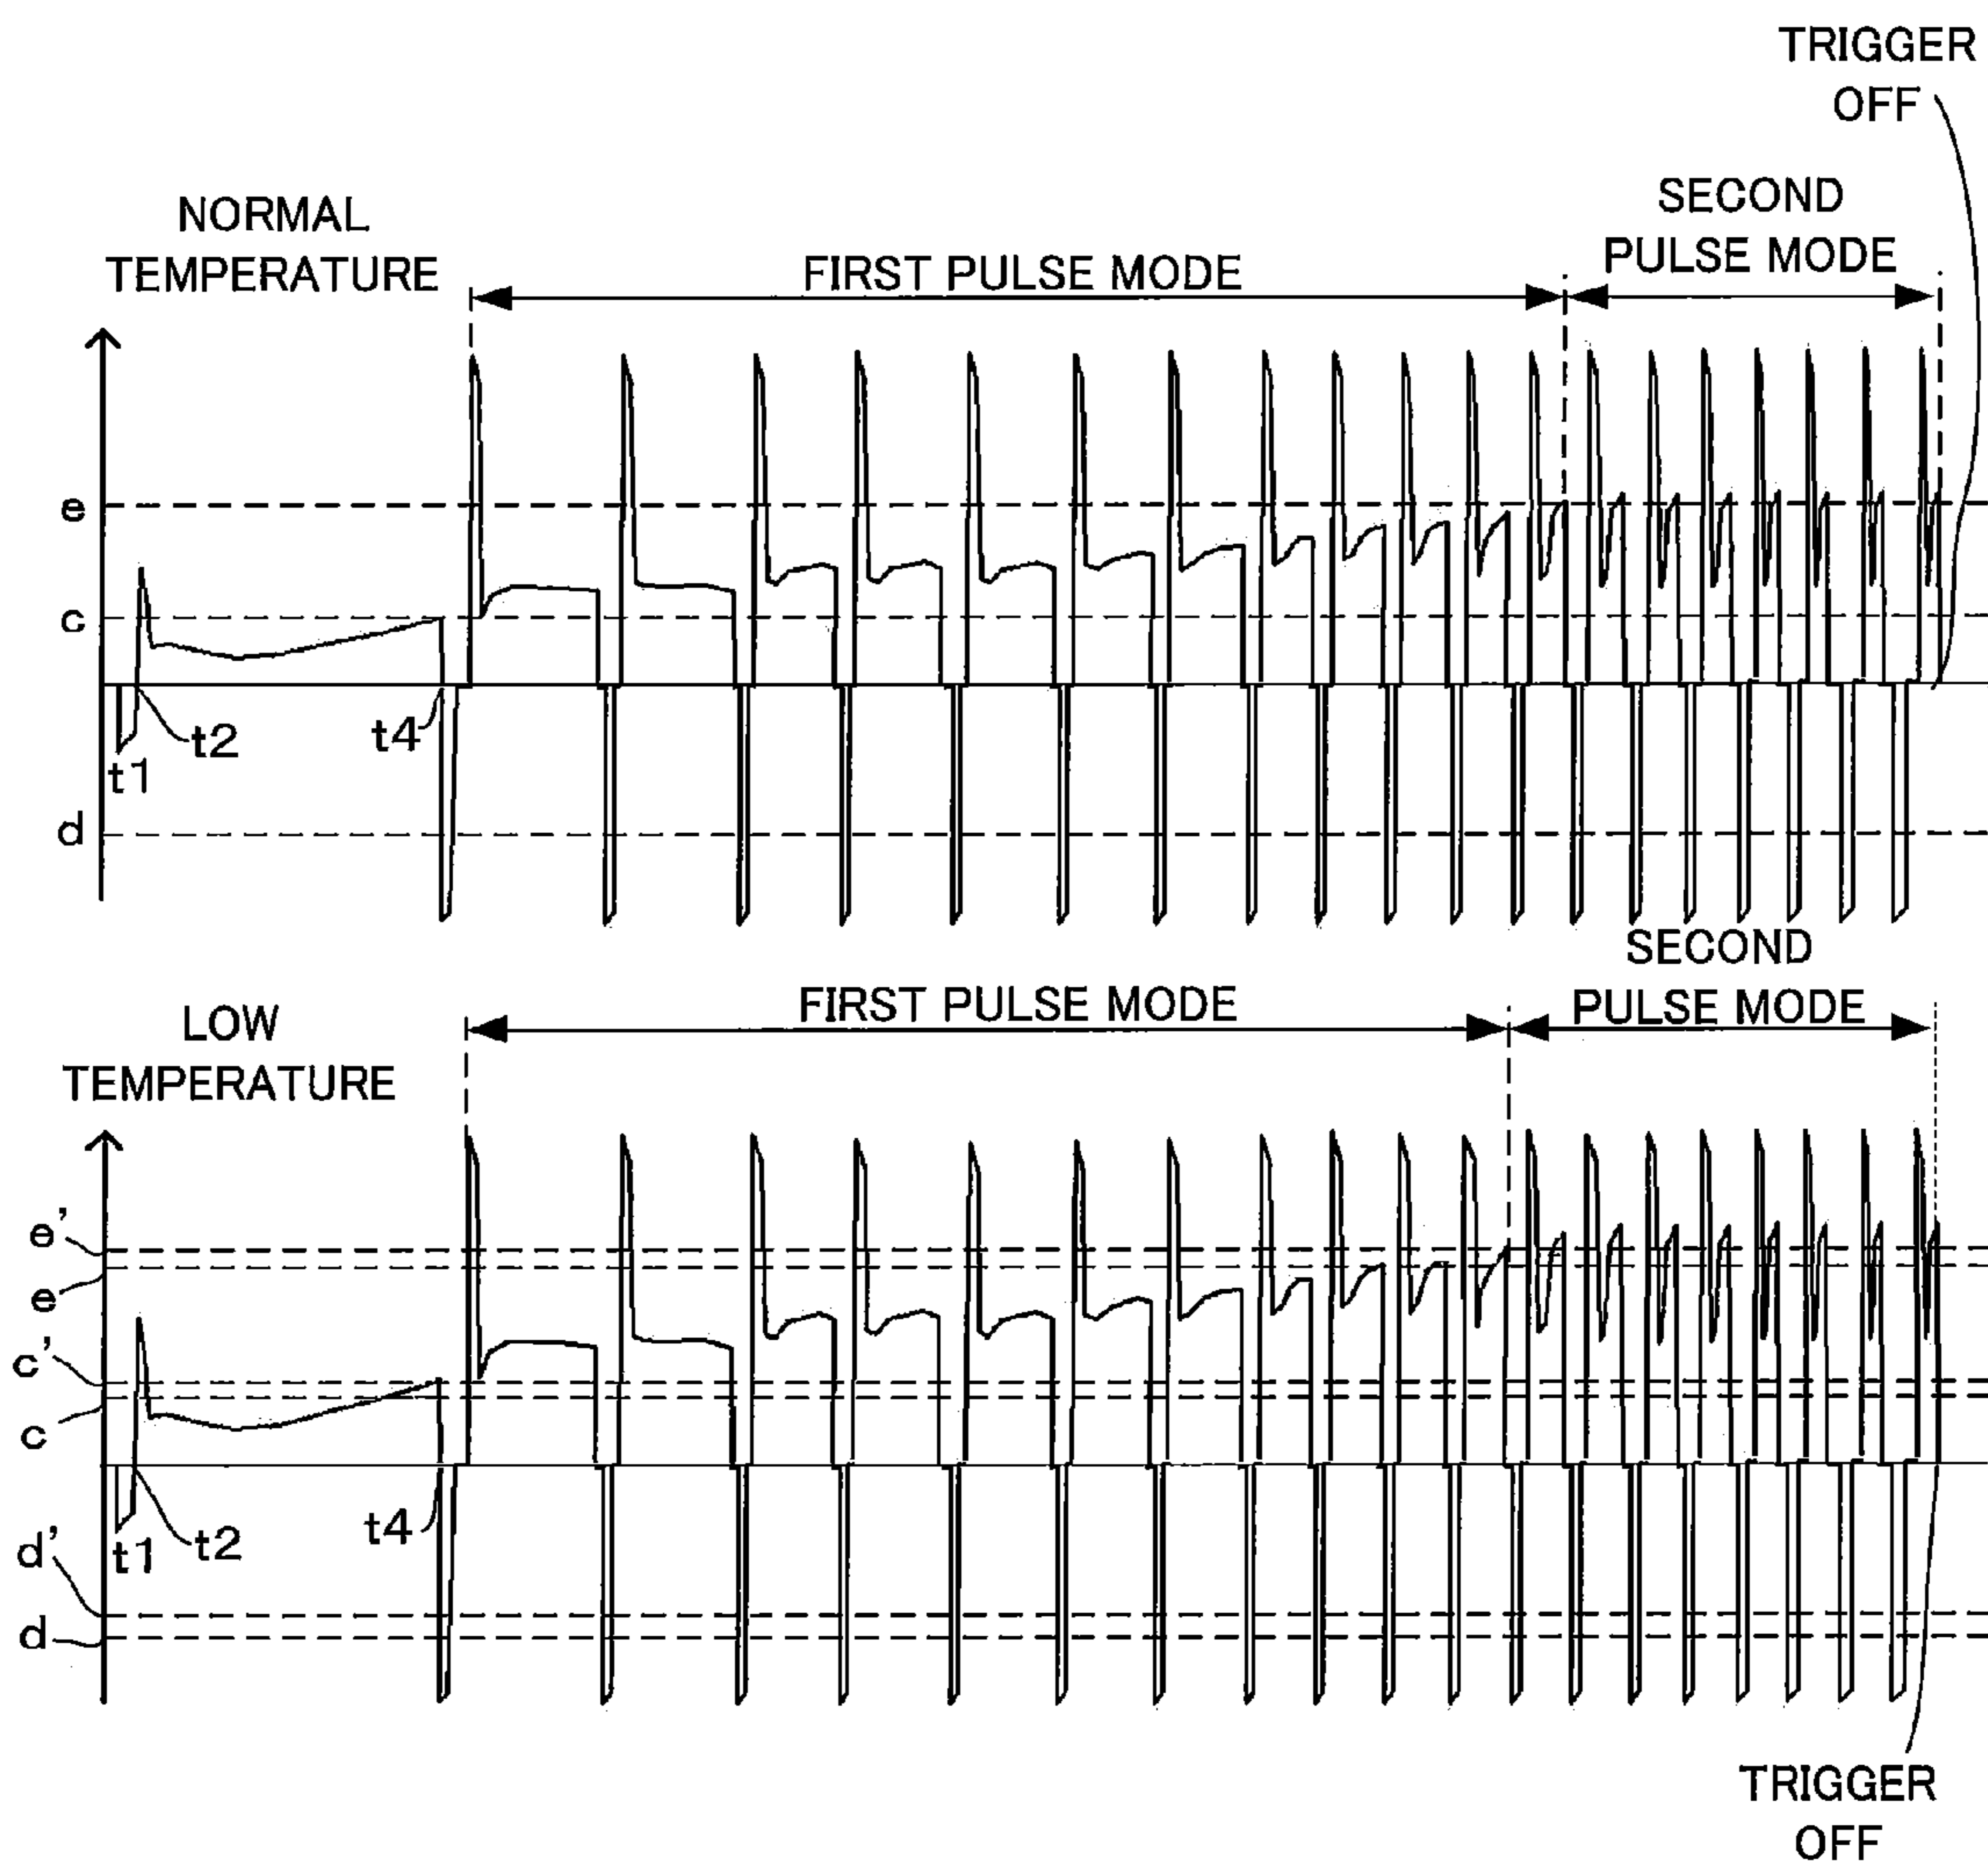 TRIGGER
OFF
NORMAL
TEMPERATURE
FIRST PULSE MODE
SECOND
PULSE MODE
e
c
t2
t4
t1
d
LOW
TEMPERATURE
FIRST PULSE MODE
SECOND
PULSE MODE
e'
e
c'
c
t4
t2
t1
d'
d
TRIGGER
OFF